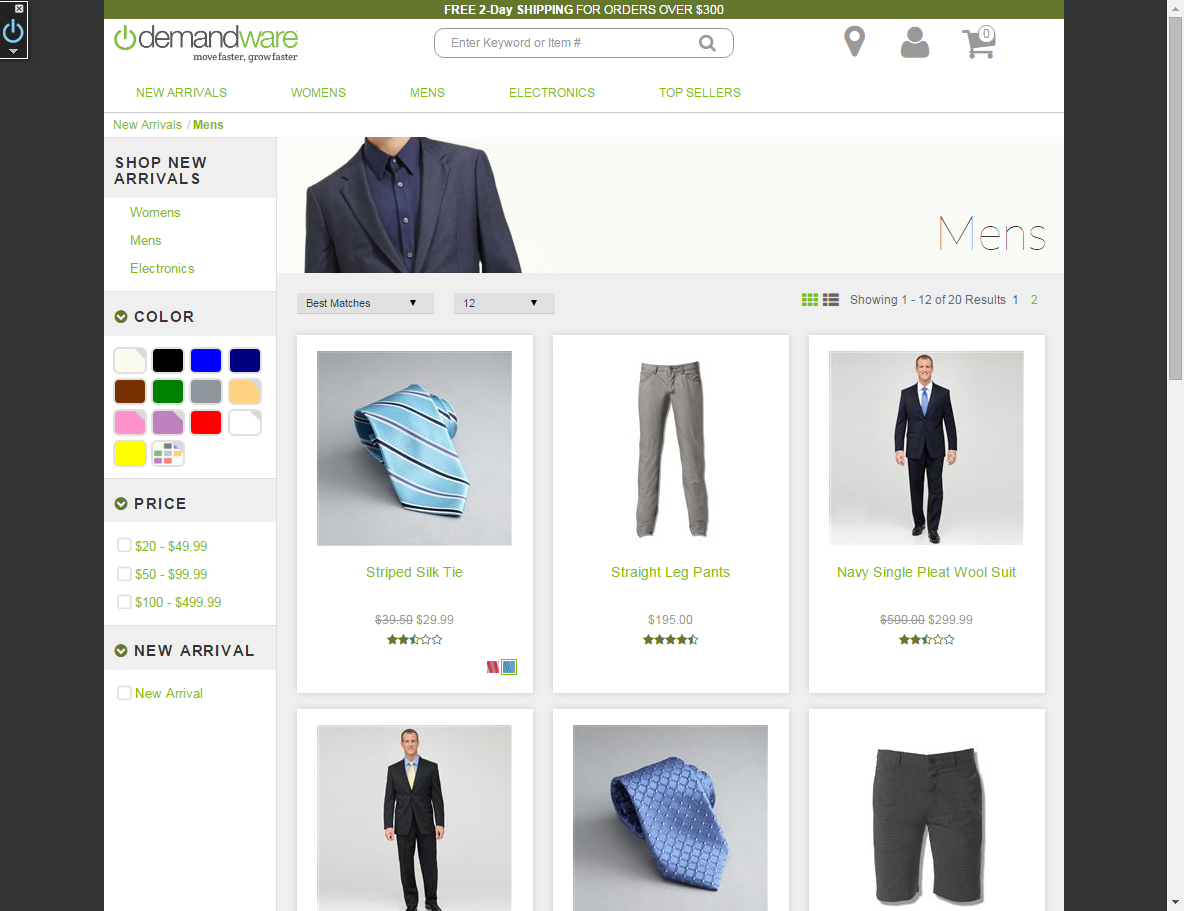 FREE 2-Day SHIPPING FOR ORDERS OVER $300
demandware
move faster, grow faster
Enter Keyword or Item #
0
NEW ARRIVALS WOMENS MENS ELECTRONICS TOP SELLERS
New Arrivals / Mens
SHOP NEW
ARRIVALS
Womens
Mens
Electronics
COLOR
PRICE
$20 - $49.99
$50 - $99.99
$100 - $499.99
NEW ARRIVAL
New Arrival
Mens
Best Matches
12
Showing 1 - 12 of 20 Results 1 2
Striped Silk Tie
$39.50 $29.99
Straight Leg Pants
$195.00
Navy Single Pleat Wool Suit
$500.00 $299.99